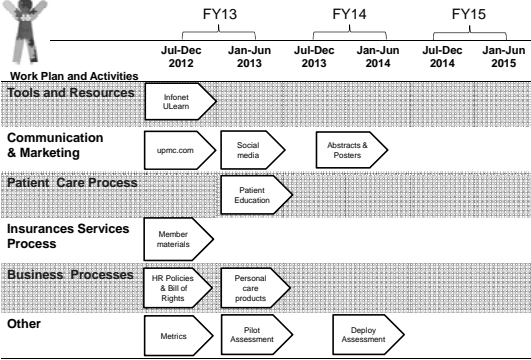 FY13 FY14 FY15
Jul-Dec Jan-Jun Jul-Dec Jan-Jun Jul-Dec Jan-Jun
2012 2013 2013 2014 2014 2015
Work Plan and Activities
Tools and Resources
Infonet
ULearn
Communication
& Marketing
upmc.com
Social
media
Abstracts &
Posters
Patient Care Process
Patient
Education
Insurances Services
Process
Member
materials
Business Processes
HR Policies
& Bill of
Rights
Personal
care
products
Other
Metrics
Pilot
Assessment
Deploy
Assessment